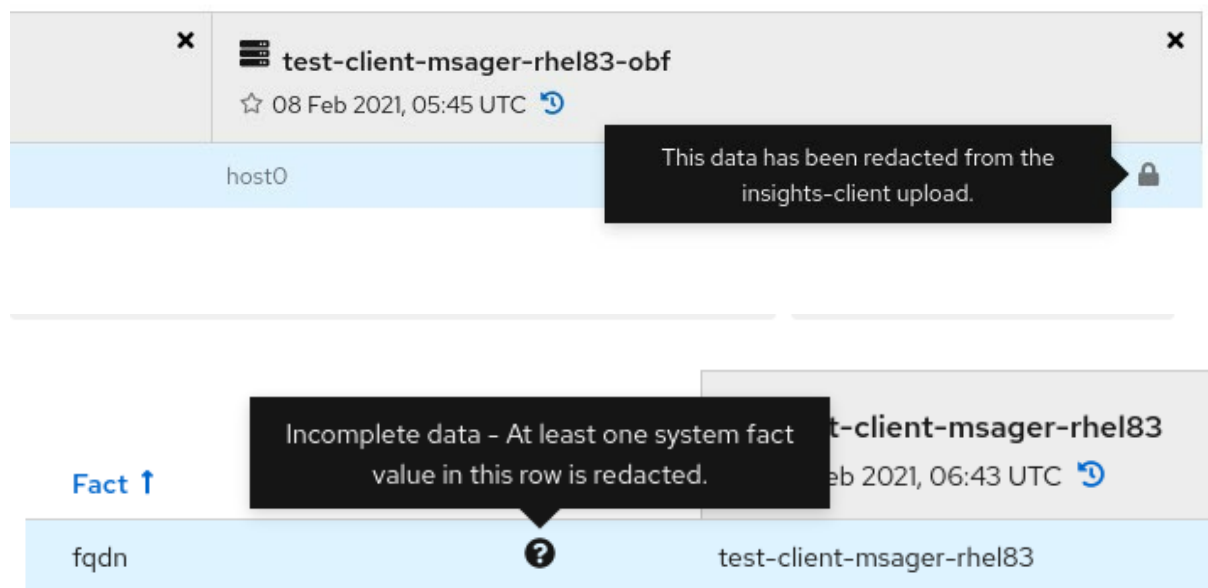 test-client-msager-rhel83-obf
08 Feb 2021, 05:45 UTC
host0
This data has been redacted from the
insights-client upload.
Incomplete data - At least one system fact
value in this row is redacted.
t-client-msager-rhel83
eb 2021, 06:43 UTC
Fact
fqdn
test-client-msager-rhel83